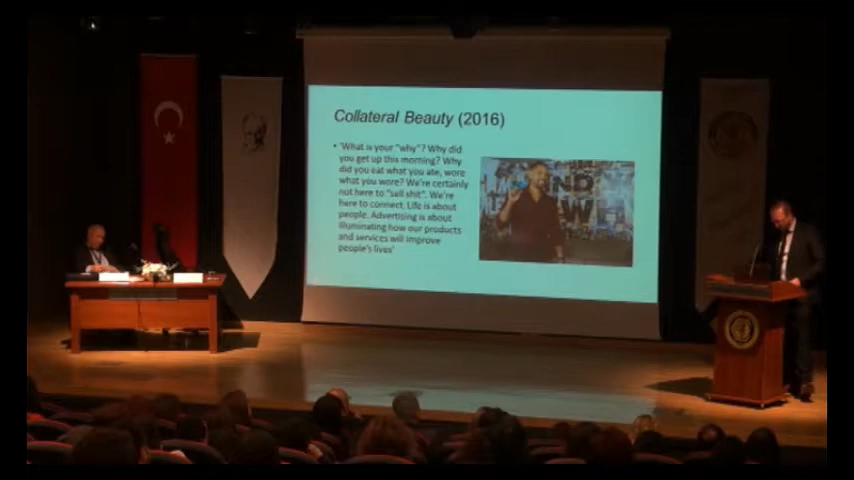 Collateral Beauty (2016)
• 'What is your "why"? Why did
you get up this morning? Why
did you eat what you ate, wore
what you wore? We're certainly
not here to "sell shit". We're
here to connect. Life is about
people. Advertising is about
illuminating how our products
and services will improve
people's lives'